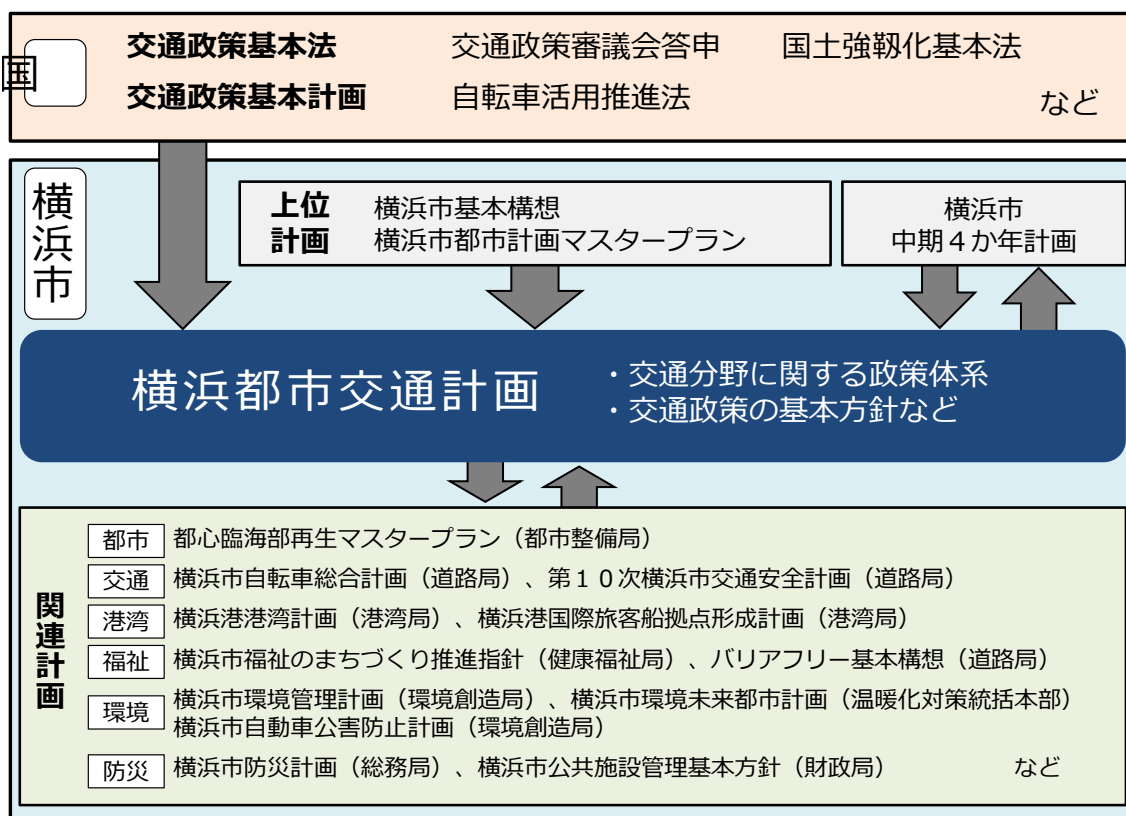 国
交通政策基本法 交通政策審議会答申 国土強靱化基本法
交通政策基本計画 自転車活用推進法 など
横浜市
上位計画
横浜市基本構想
横浜市都市計画マスタープラン
横浜市
中期４か年計画
横浜都市交通計画
・交通分野に関する政策体系
・交通政策の基本方針など
関連計画
都市 都心臨海部再生マスタープラン（都市整備局）
交通 横浜市自転車総合計画（道路局）、第１０次横浜市交通安全計画（道路局）
港湾 横浜港港湾計画（港湾局）、横浜港国際旅客船拠点形成計画（港湾局）
福祉 横浜市福祉のまちづくり推進指針（健康福祉局）、バリアフリー基本構想（道路局）
環境 横浜市環境管理計画（環境創造局）、横浜市環境未来都市計画（温暖化対策統括本部）
横浜市自動車公害防止計画（環境創造局）
防災 横浜市防災計画（総務局）、横浜市公共施設管理基本方針（財政局） など